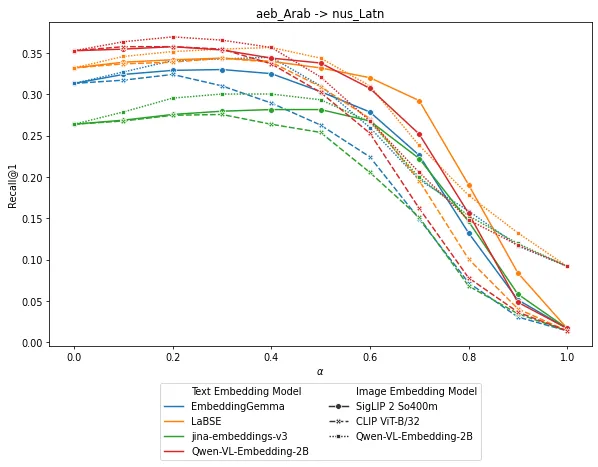 aeb_Arab -> nus_Latn
Recall@1
0.35
0.30
0.25
0.20
0.15
0.10
0.05
0.00
0.0 0.2 0.4 0.6 0.8 1.0
α
Text Embedding Model Image Embedding Model
EmbeddingGemma SigLIP 2 So400m
LaBSE CLIP ViT-B/32
jina-embeddings-v3 Qwen-VL-Embedding-2B
Qwen-VL-Embedding-2B